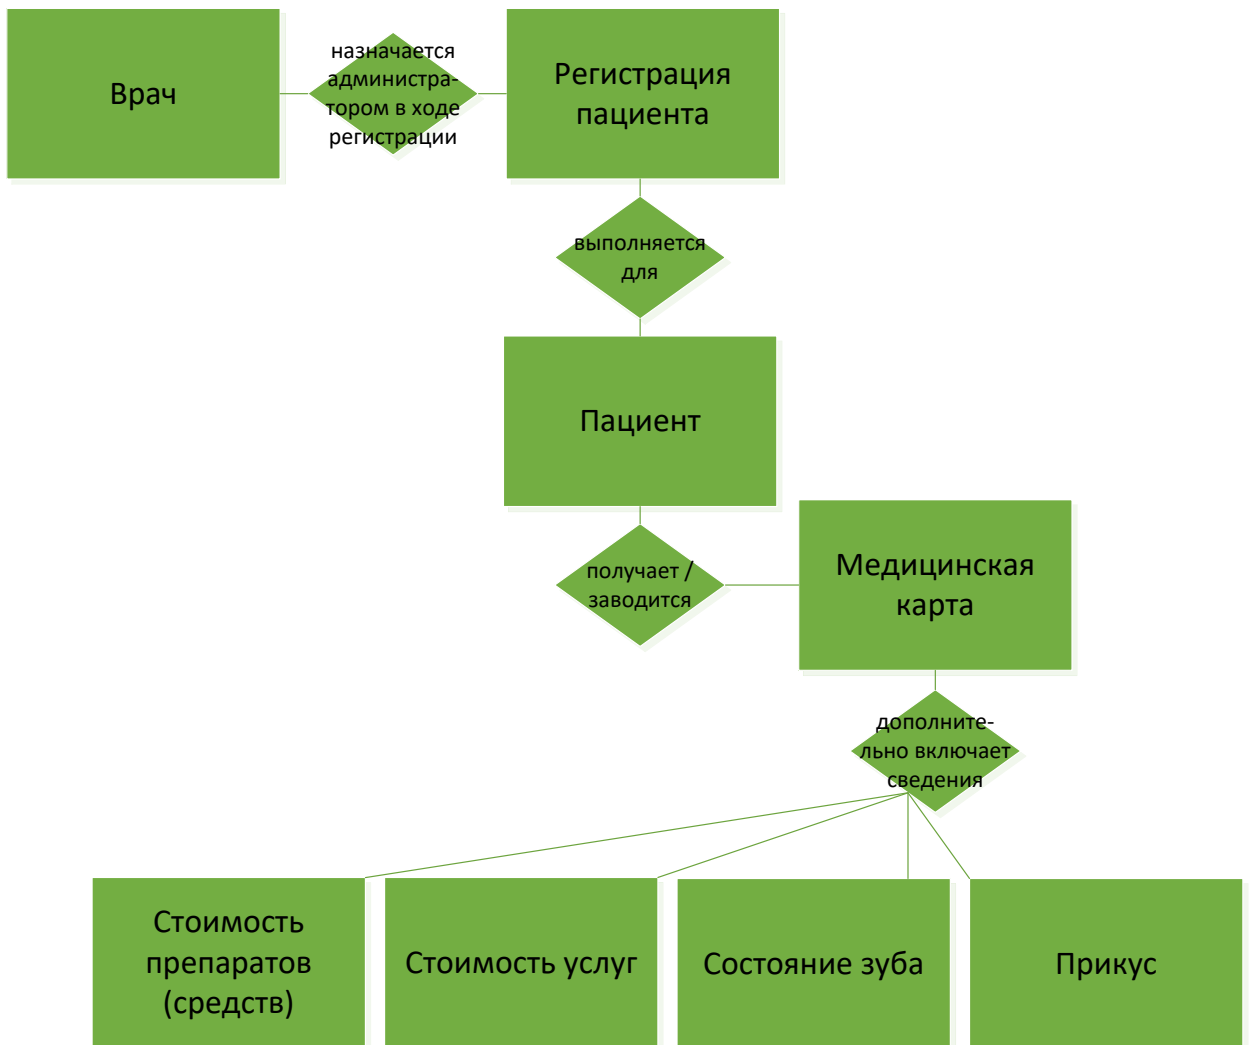 Врач
назначается
администра-
тором в ходе
регистрации
Регистрация
пациента
выполняется
для
Пациент
получает /
заводится
Медицинская
карта
дополните-
льно включает
сведения
Стоимость
препаратов
(средств)
Стоимость услуг
Состояние зуба
Прикус